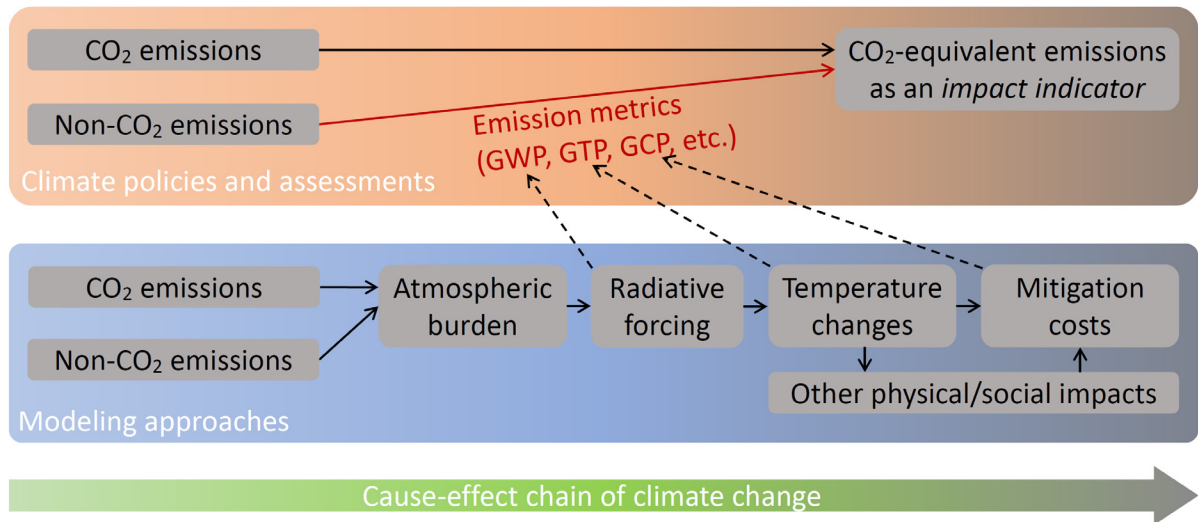 CO₂ emissions
CO₂-equivalent emissions
as an impact indicator
Non-CO₂ emissions
Emission metrics
(GWP, GTP, GCP, etc.)
Climate policies and assessments
CO₂ emissions
Non-CO₂ emissions
Atmospheric
burden
Radiative
forcing
Temperature
changes
Mitigation
costs
Other physical/social impacts
Modeling approaches
Cause-effect chain of climate change